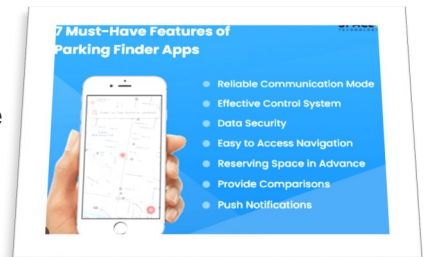 7 Must-Have Features of
Parking Finder Apps
Reliable Communication Mode
Effective Control System
Data Security
Easy to Access Navigation
Reserving Space in Advance
Provide Comparisons
Push Notifications